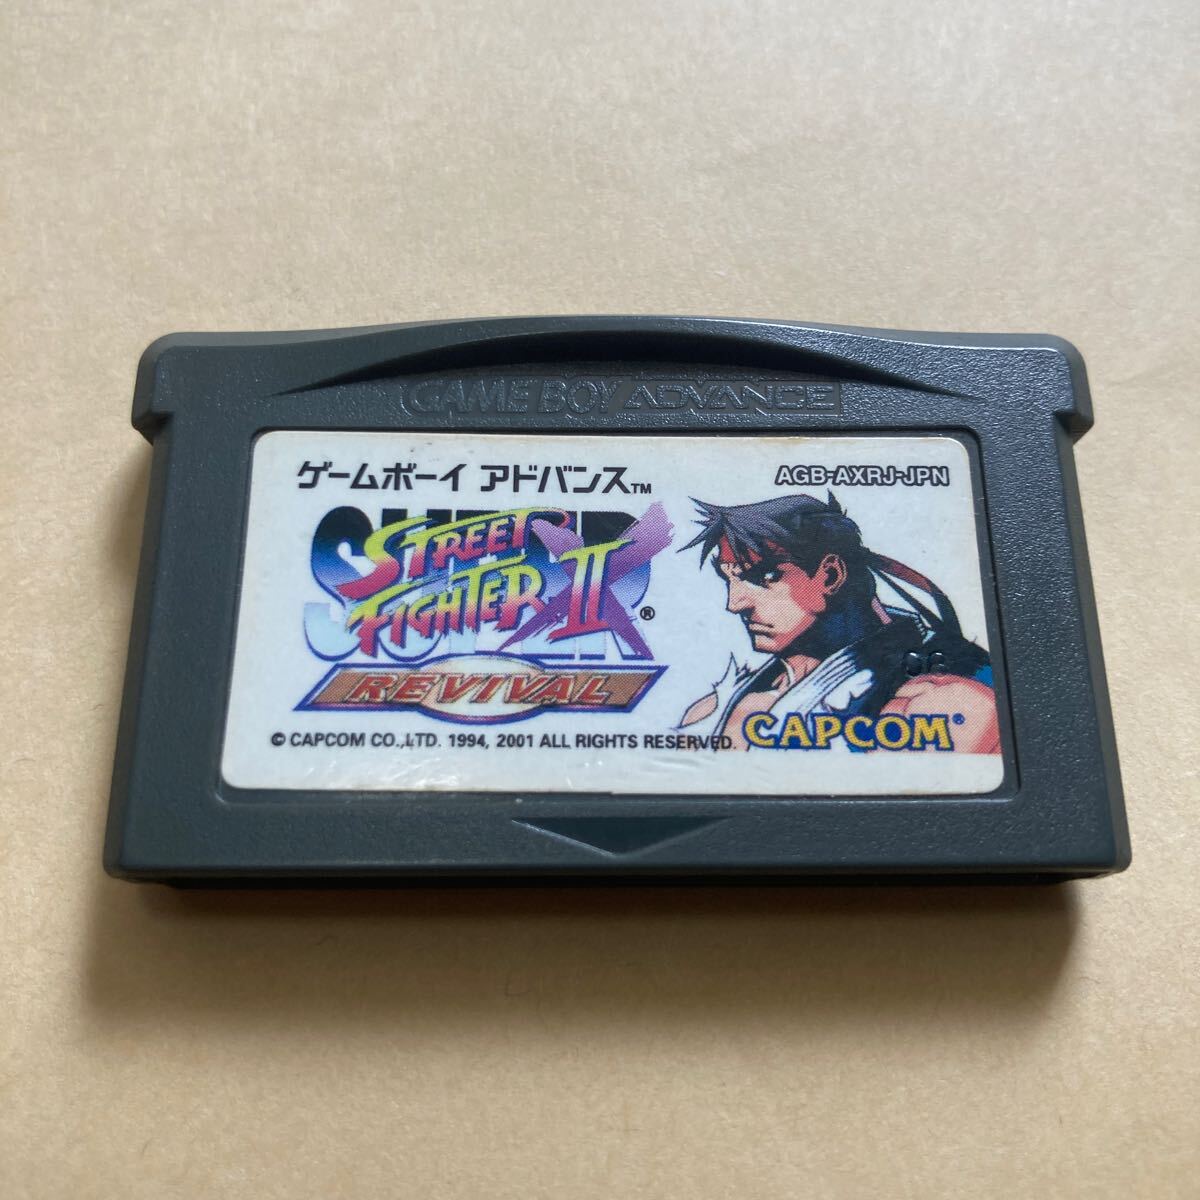 GAME BOY ADVANCE
ゲームボーイ アドバンス™
AGB-AXRJ-JPN
SUPER
STREET
FIGHTER II X®
REVIVAL
© CAPCOM CO.,LTD. 1994, 2001 ALL RIGHTS RESERVED.
CAPCOM®